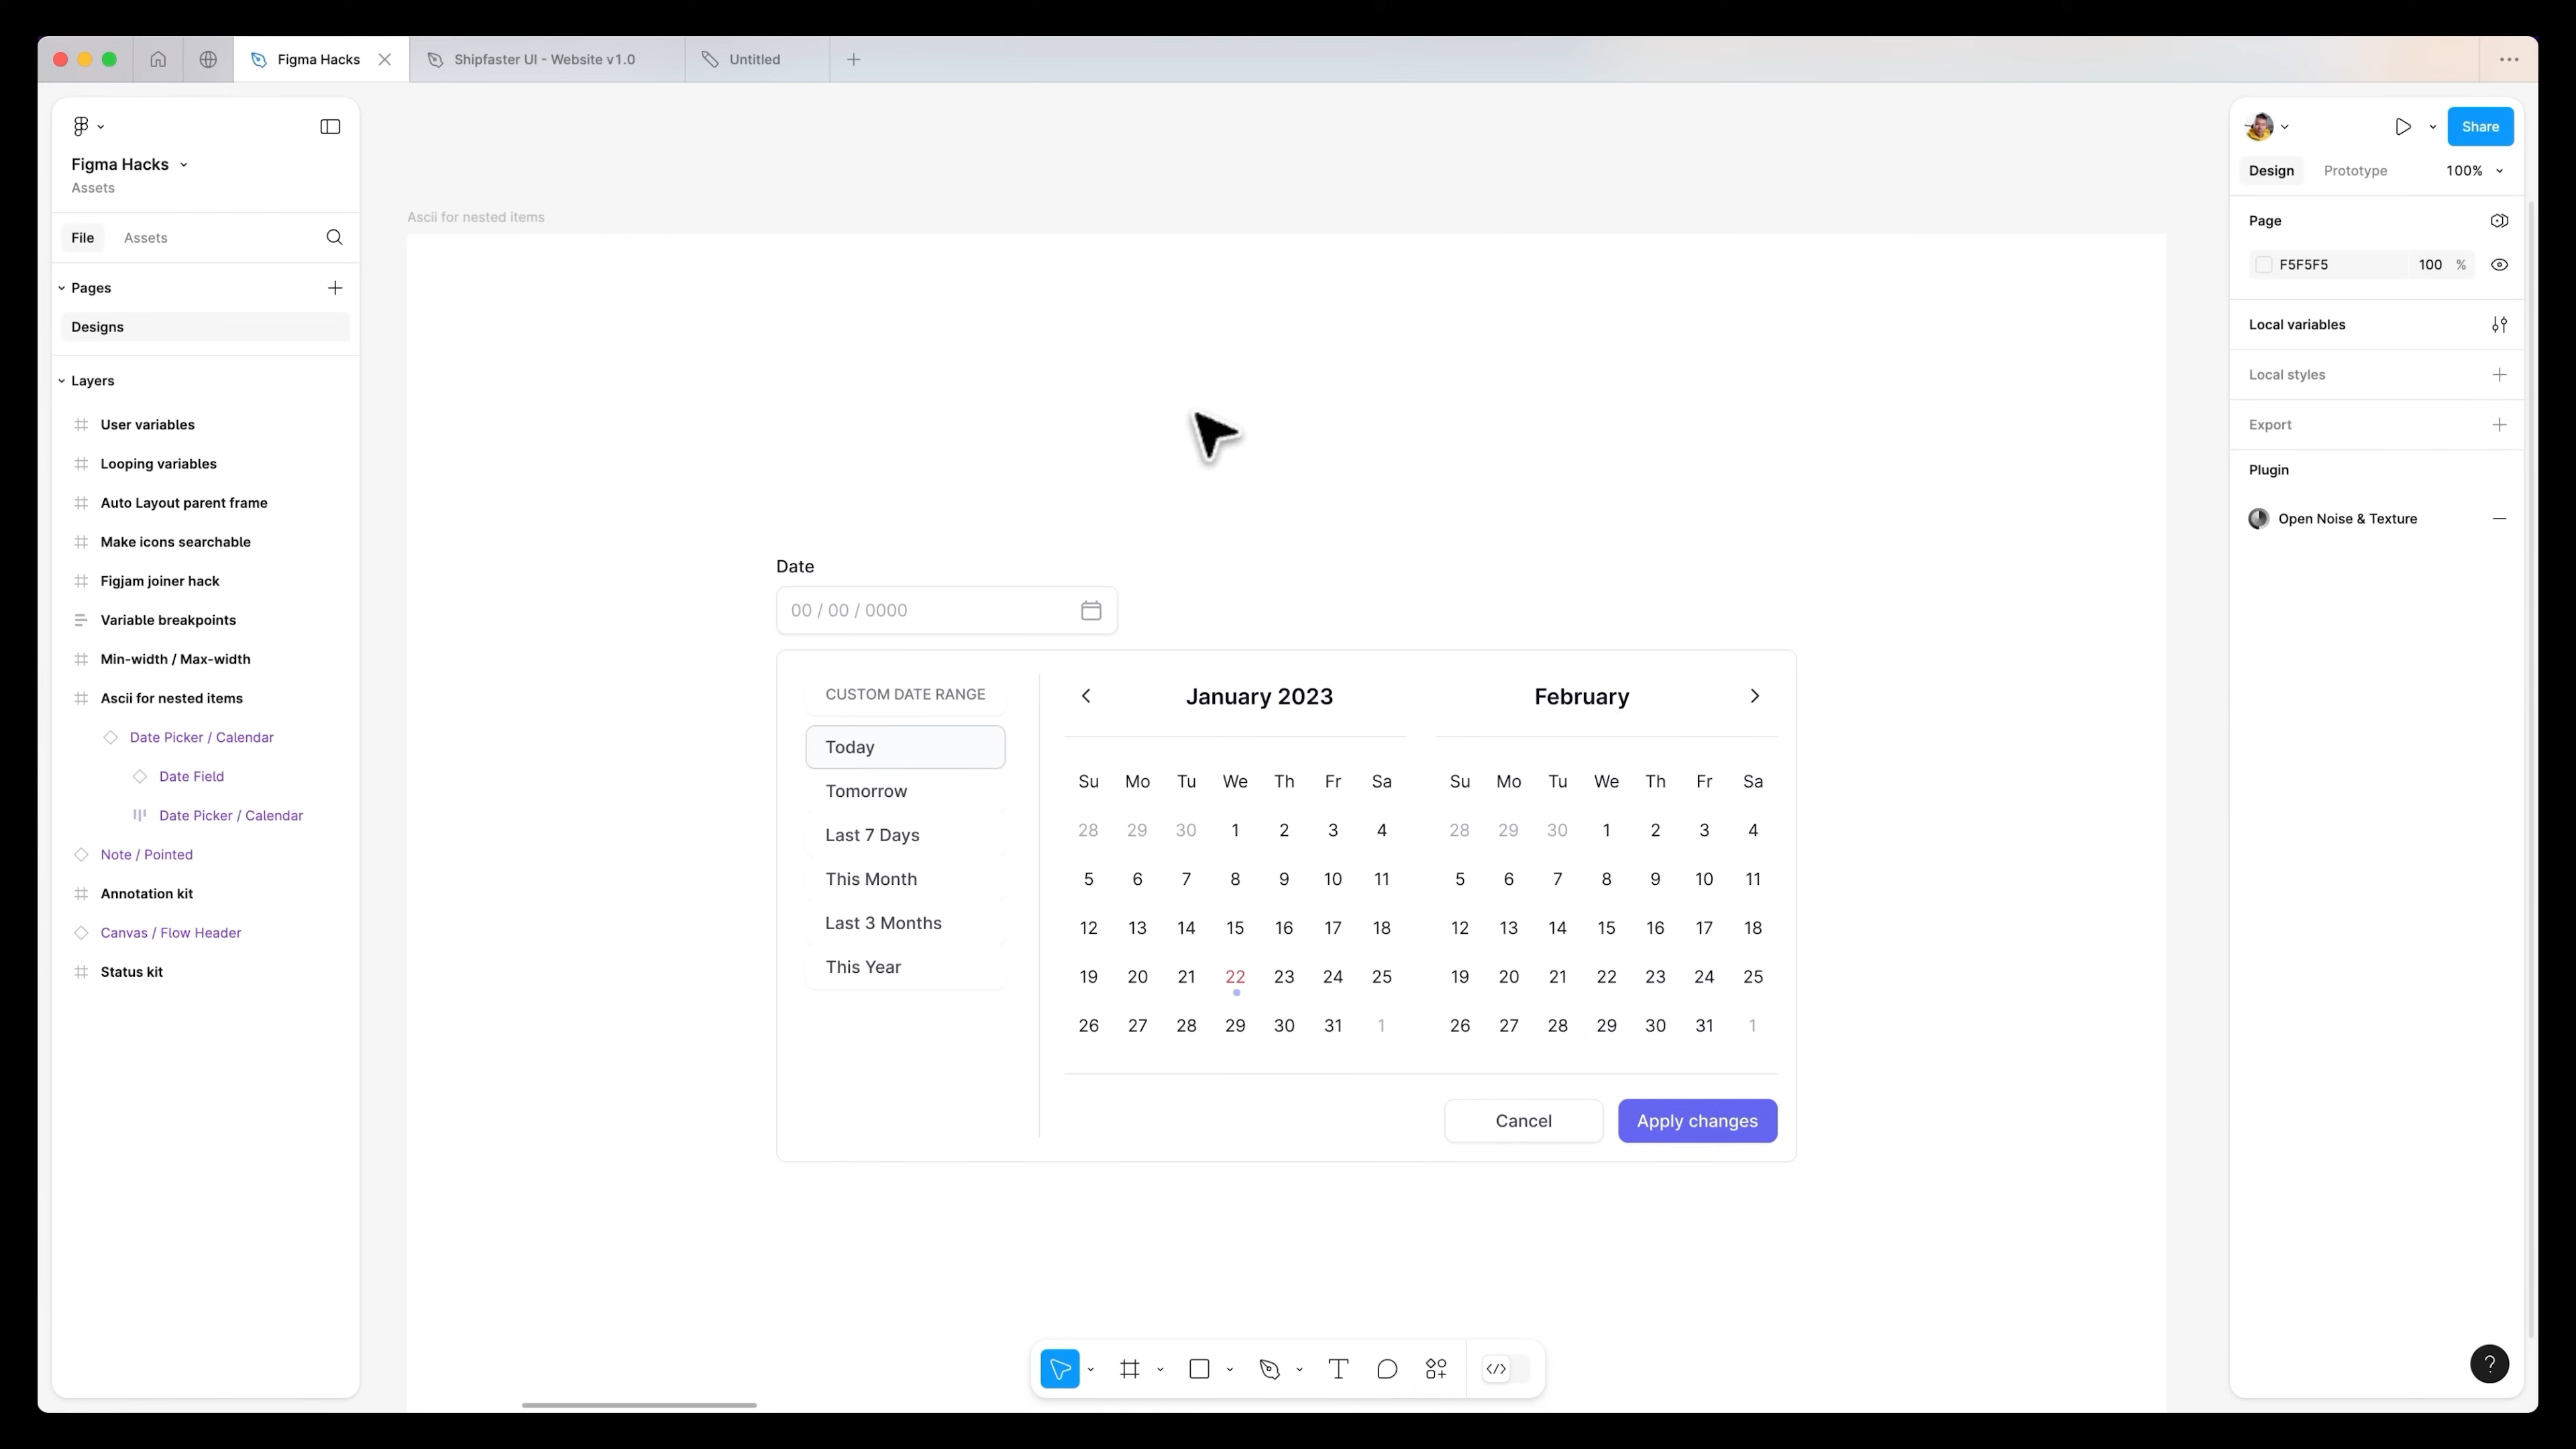 Figma Hacks
Shipfaster UI - Website v1.0
Untitled
Figma Hacks
Assets
File
Assets
Pages
Designs
Layers
User variables
Looping variables
Auto Layout parent frame
Make icons searchable
Figjam joiner hack
Variable breakpoints
Min-width / Max-width
Ascii for nested items
Date Picker / Calendar
Date Field
Date Picker / Calendar
Note / Pointed
Annotation kit
Canvas / Flow Header
Status kit
Ascii for nested items
Date
00 / 00 / 0000
CUSTOM DATE RANGE
Today
Tomorrow
Last 7 Days
This Month
Last 3 Months
This Year
January 2023
Su Mo Tu We Th Fr Sa
28 29 30 1 2 3 4
5 6 7 8 9 10 11
12 13 14 15 16 17 18
19 20 21 22 23 24 25
26 27 28 29 30 31 1
February
Su Mo Tu We Th Fr Sa
28 29 30 1 2 3 4
5 6 7 8 9 10 11
12 13 14 15 16 17 18
19 20 21 22 23 24 25
26 27 28 29 30 31 1
Cancel
Apply changes
Share
Design
Prototype
100%
Page
F5F5F5 100 %
Local variables
Local styles
Export
Plugin
Open Noise & Texture
?